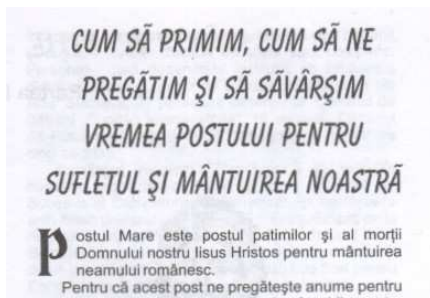 CUM SĂ PRIMIM, CUM SĂ NE
PREGĂTIM ŞI SĂ SĂVÂRŞIM
VREMEA POSTULUI PENTRU
SUFLETUL ŞI MÂNTUIREA NOASTRĂ
Postul Mare este postul patimilor şi al morţii
Domnului nostru Iisus Hristos pentru mântuirea
neamului românesc.
Pentru că acest post ne pregăteşte anume pentru